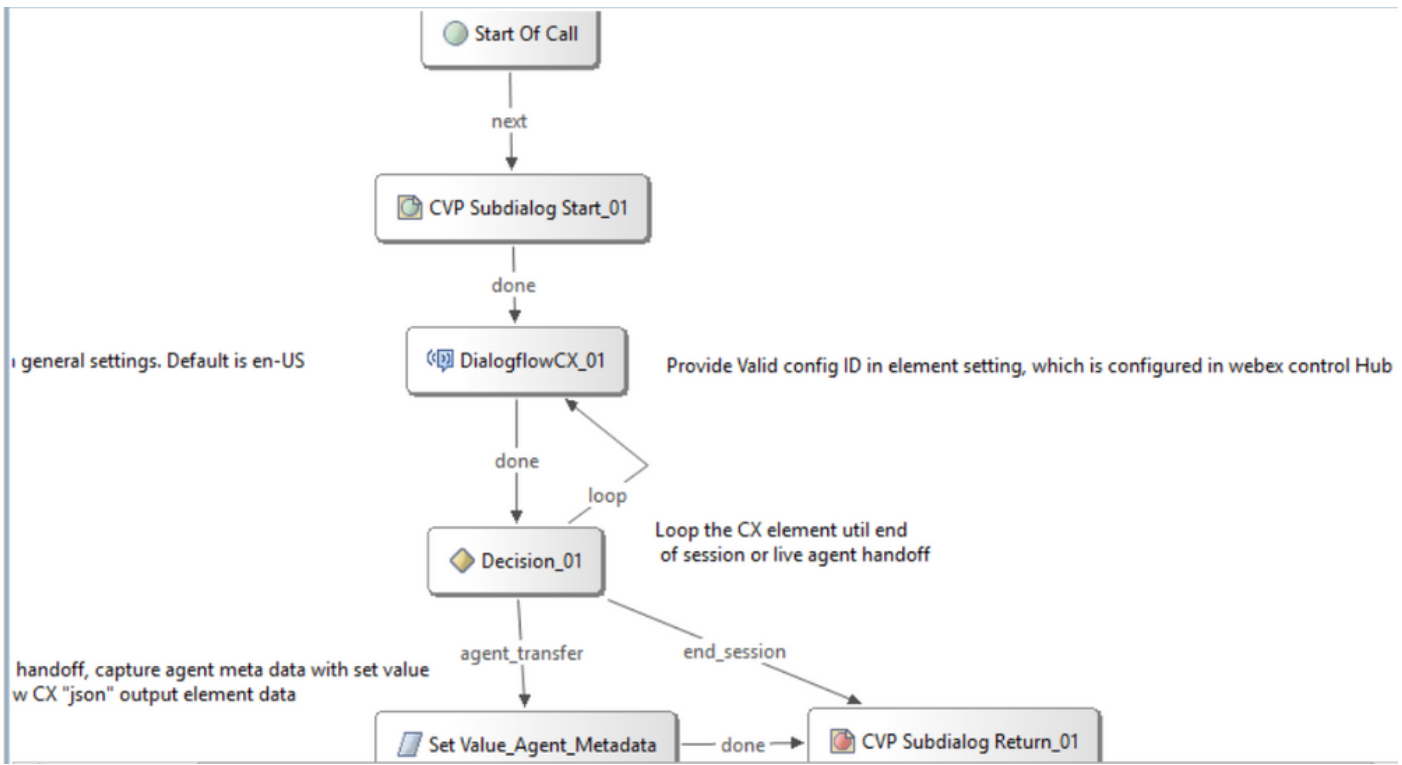 Start Of Call
next
CVP Subdialog Start_01
done
general settings. Default is en-US
DialogflowCX_01
Provide Valid config ID in element setting, which is configured in webex control Hub
done
loop
Loop the CX element util end
of session or live agent handoff
Decision_01
agent_transfer
end_session
handoff, capture agent meta data with set value
w CX "json" output element data
Set Value_Agent_Metadata
done
CVP Subdialog Return_01